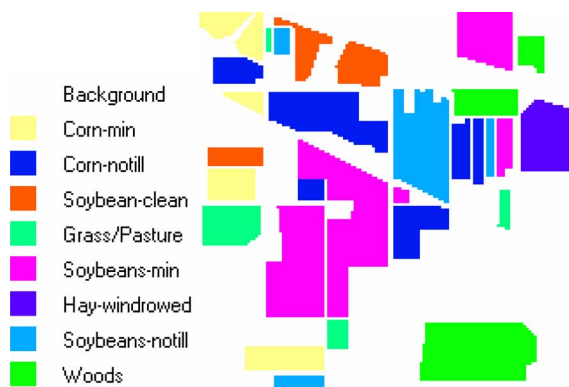 Background
Corn-min
Corn-notill
Soybean-clean
Grass/Pasture
Soybeans-min
Hay-windrowed
Soybeans-notill
Woods